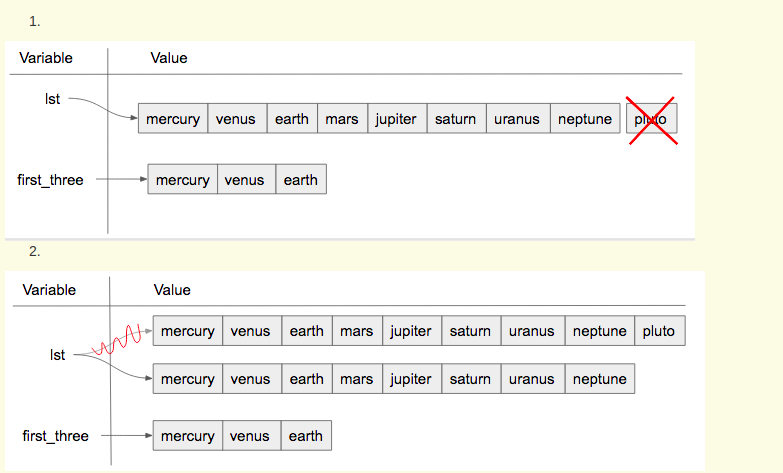 1.
Variable Value
lst
mercury venus earth mars jupiter saturn uranus neptune pluto
first_three mercury venus earth
2.
Variable Value
mercury venus earth mars jupiter saturn uranus neptune pluto
lst
mercury venus earth mars jupiter saturn uranus neptune
first_three mercury venus earth